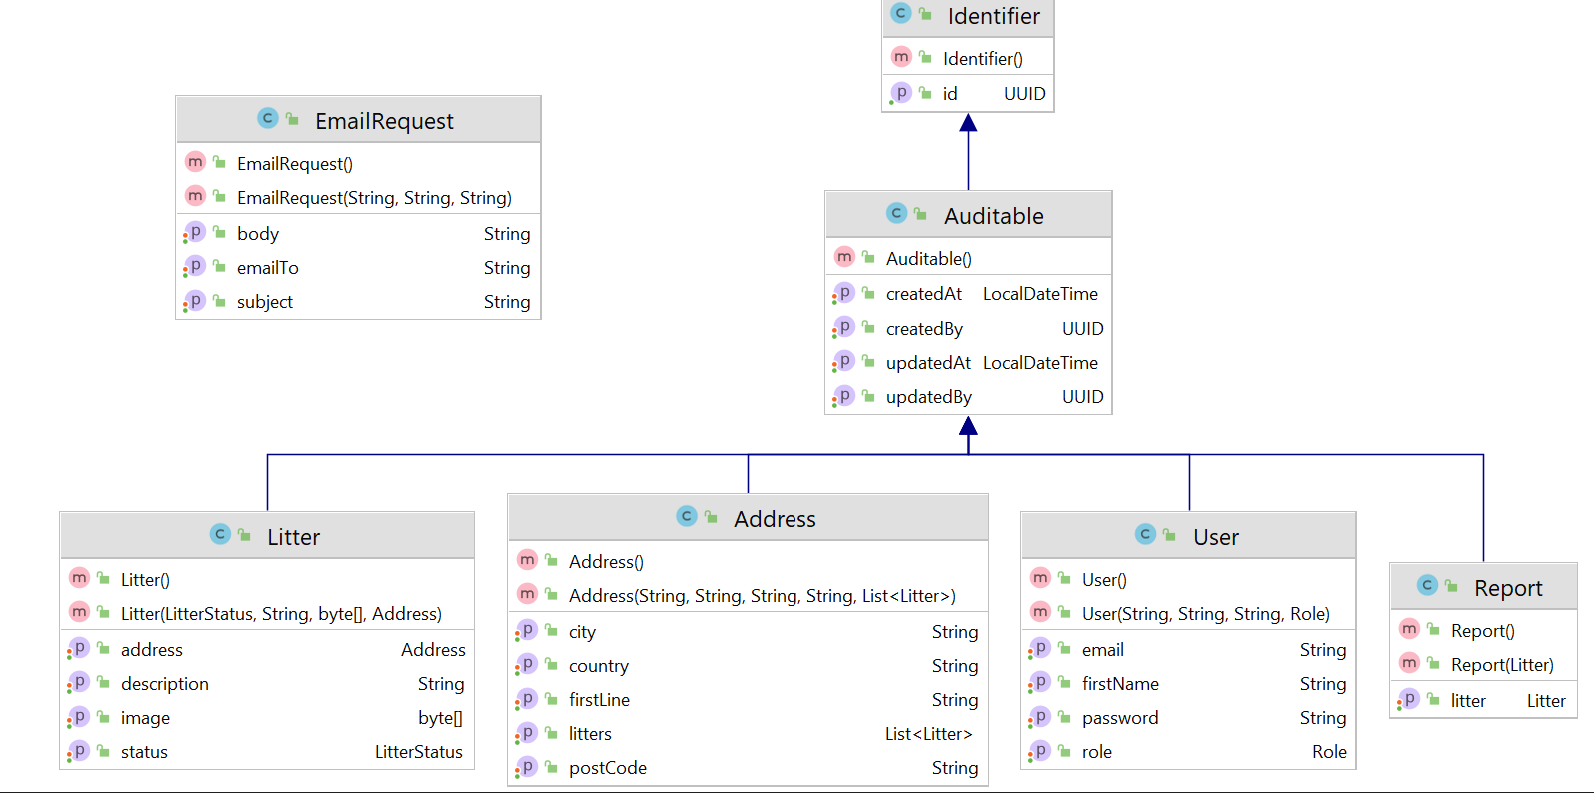 C Identifier
m Identifier()
p id UUID
C EmailRequest
m EmailRequest()
m EmailRequest(String, String, String)
p body String
p emailTo String
p subject String
C Auditable
m Auditable()
p createdAt LocalDateTime
p createdBy UUID
p updatedAt LocalDateTime
p updatedBy UUID
C Litter
m Litter()
m Litter(LitterStatus, String, byte[], Address)
p address Address
p description String
p image byte[]
p status LitterStatus
C Address
m Address()
m Address(String, String, String, String, List<Litter>)
p city String
p country String
p firstLine String
p litters List<Litter>
p postCode String
C User
m User()
m User(String, String, String, Role)
p email String
p firstName String
p password String
p role Role
C Report
m Report()
m Report(Litter)
p litter Litter